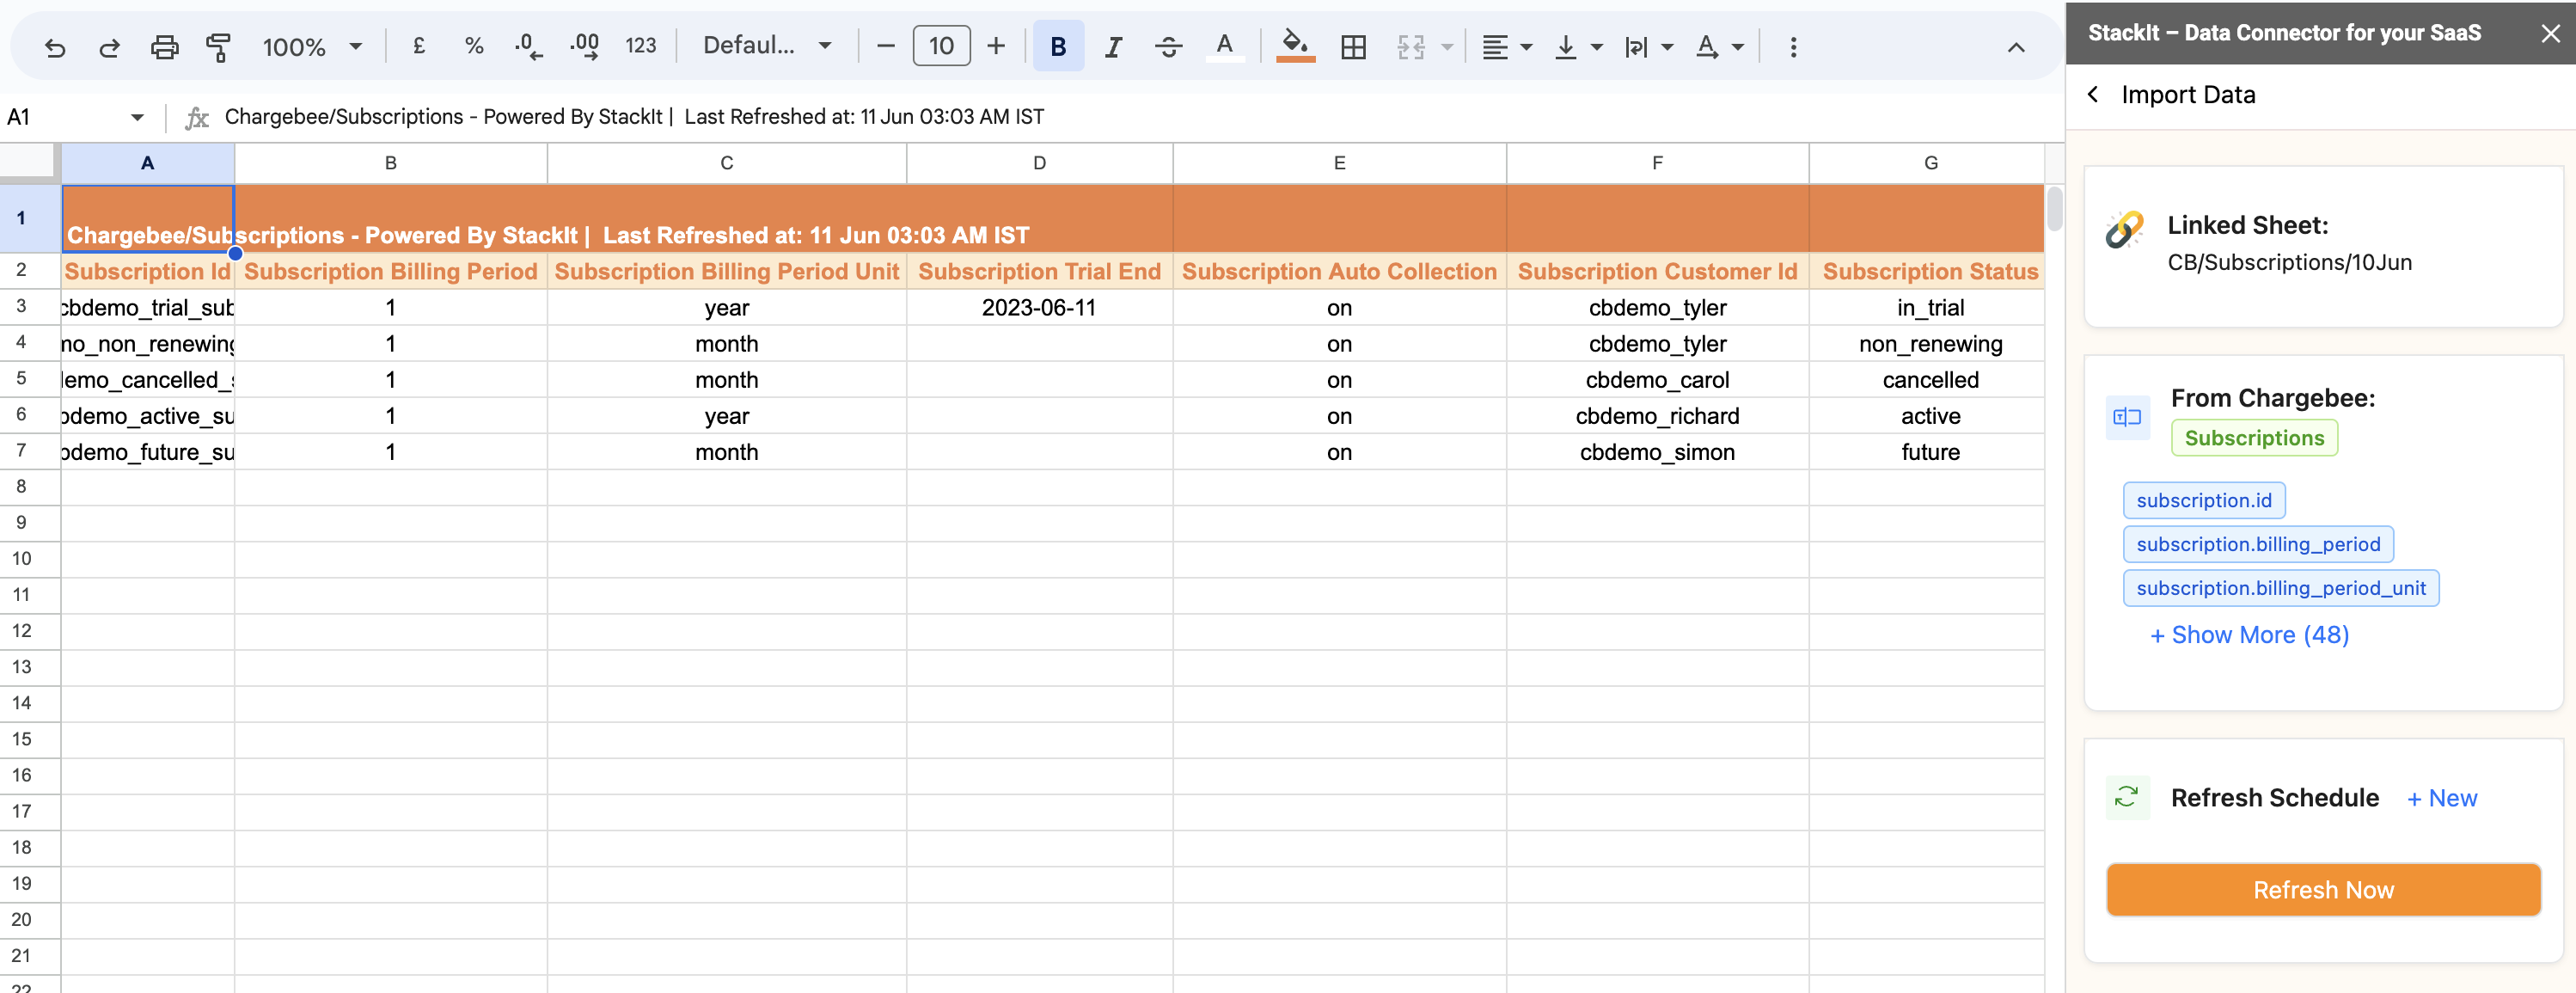 100% £ % .0 .00 123 Defaul... 10 B I A
StackIt – Data Connector for your SaaS
A1 fx Chargebee/Subscriptions - Powered By StackIt | Last Refreshed at: 11 Jun 03:03 AM IST
Import Data
A B C D E F G
1 Chargebee/Subscriptions - Powered By StackIt | Last Refreshed at: 11 Jun 03:03 AM IST
2 Subscription Id Subscription Billing Period Subscription Billing Period Unit Subscription Trial End Subscription Auto Collection Subscription Customer Id Subscription Status
3 cbdemo_trial_sub 1 year 2023-06-11 on cbdemo_tyler in_trial
4 mo_non_renewing 1 month on cbdemo_tyler non_renewing
5 demo_cancelled_s 1 month on cbdemo_carol cancelled
6 bdemo_active_su 1 year on cbdemo_richard active
7 bdemo_future_su 1 month on cbdemo_simon future
8
9
10
11
12
13
14
15
16
17
18
19
20
21
22
Linked Sheet:
CB/Subscriptions/10Jun
From Chargebee:
Subscriptions
subscription.id
subscription.billing_period
subscription.billing_period_unit
+ Show More (48)
Refresh Schedule + New
Refresh Now